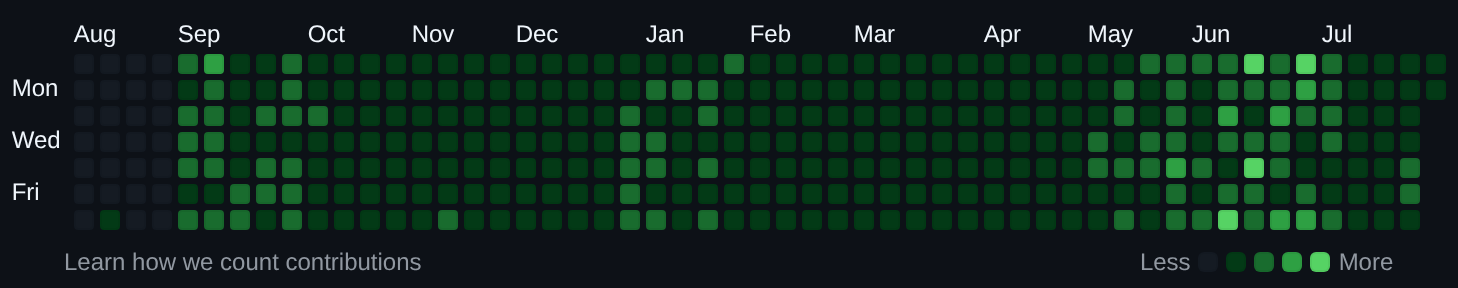 Aug Sep Oct Nov Dec Jan Feb Mar Apr May Jun Jul
Mon
Wed
Fri
Learn how we count contributions Less More